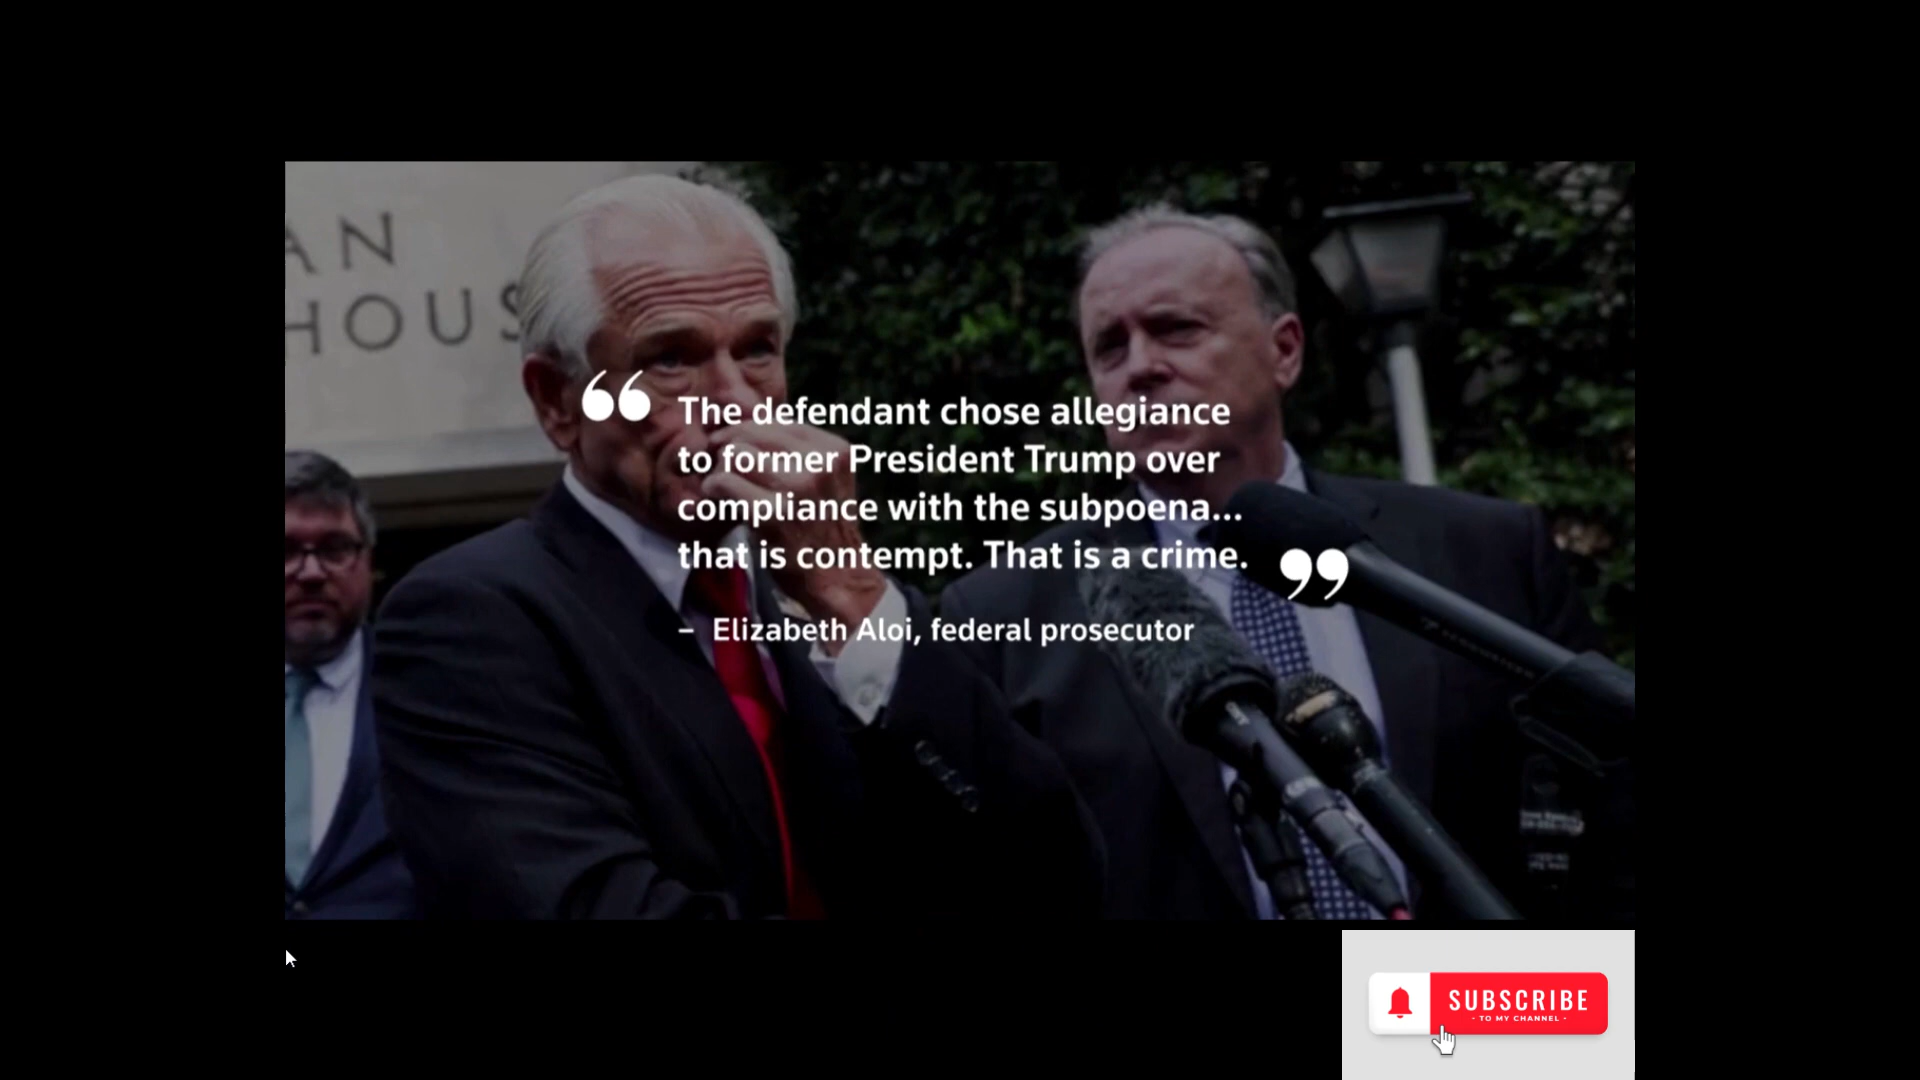 AN
HOUS
“ The defendant chose allegiance
to former President Trump over
compliance with the subpoena...
that is contempt. That is a crime. ”
– Elizabeth Aloi, federal prosecutor
SUBSCRIBE
- TO MY CHANNEL -